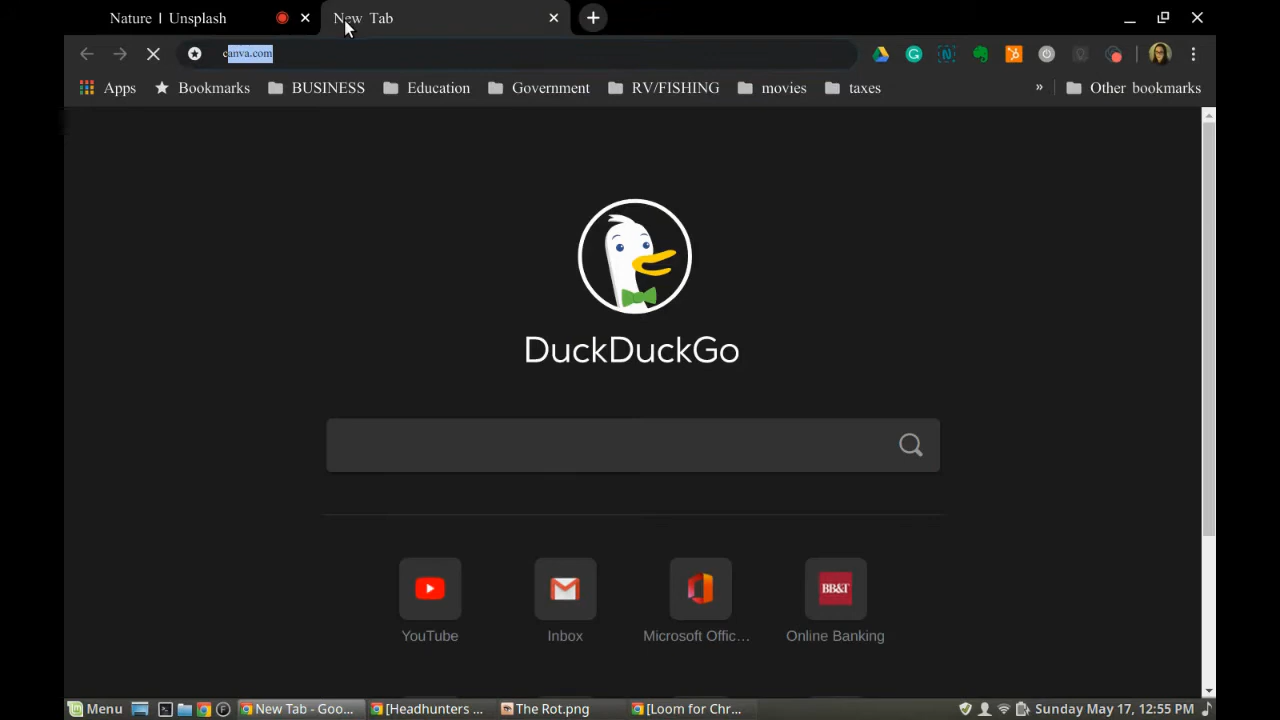 Nature | Unsplash
New Tab
canva.com
Apps
Bookmarks
BUSINESS
Education
Government
RV/FISHING
movies
taxes
»
Other bookmarks
DuckDuckGo
BB&T
YouTube
Inbox
Microsoft Offic...
Online Banking
Menu
New Tab - Goo...
[Headhunters ...
The Rot.png
[Loom for Chr...
Sunday May 17, 12:55 PM